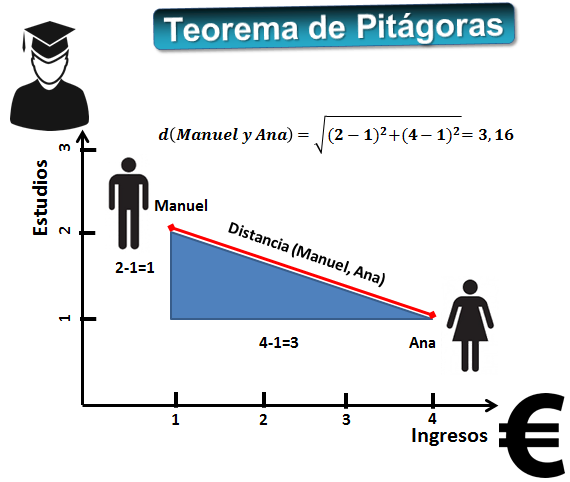 Teorema de Pitágoras
d(Manuel y Ana) = √(2 − 1)²+(4 − 1)² = 3, 16
Estudios
3
2
1
Manuel
2-1=1
Distancia (Manuel, Ana)
4-1=3
Ana
1 2 3 4
Ingresos
€